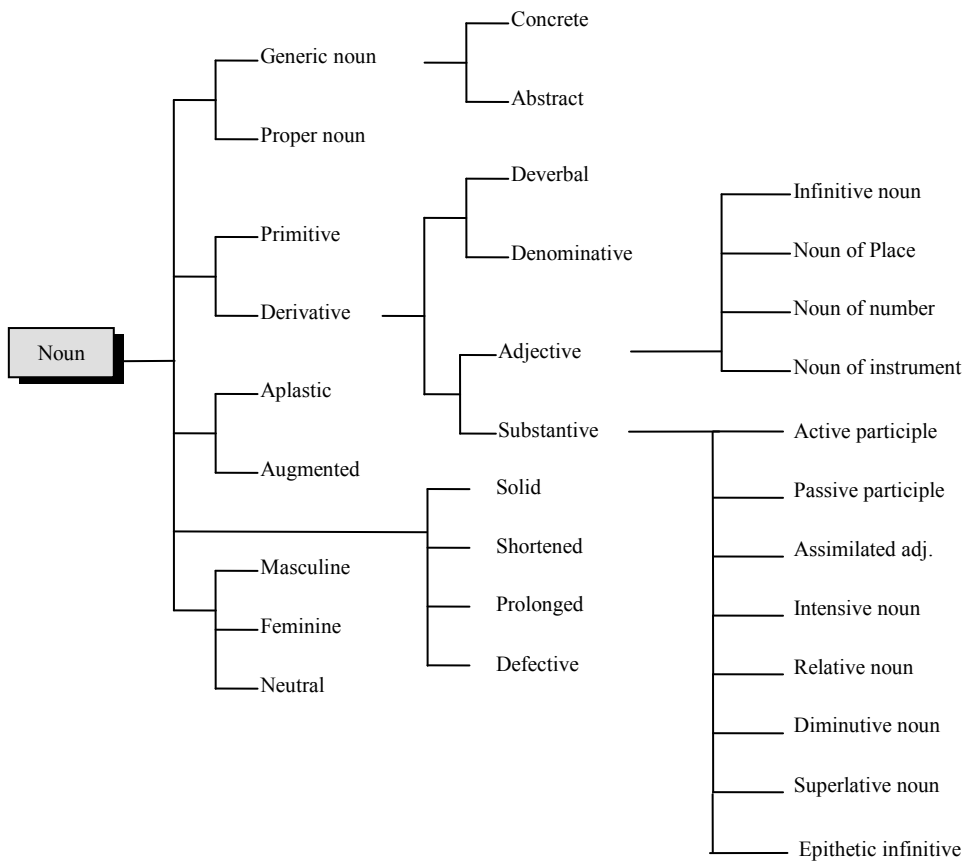 Noun
Generic noun
Concrete
Abstract
Proper noun
Primitive
Derivative
Deverbal
Denominative
Adjective
Infinitive noun
Noun of Place
Noun of number
Noun of instrument
Substantive
Active participle
Passive participle
Assimilated adj.
Intensive noun
Relative noun
Diminutive noun
Superlative noun
Epithetic infinitive
Aplastic
Augmented
Solid
Shortened
Prolonged
Defective
Masculine
Feminine
Neutral